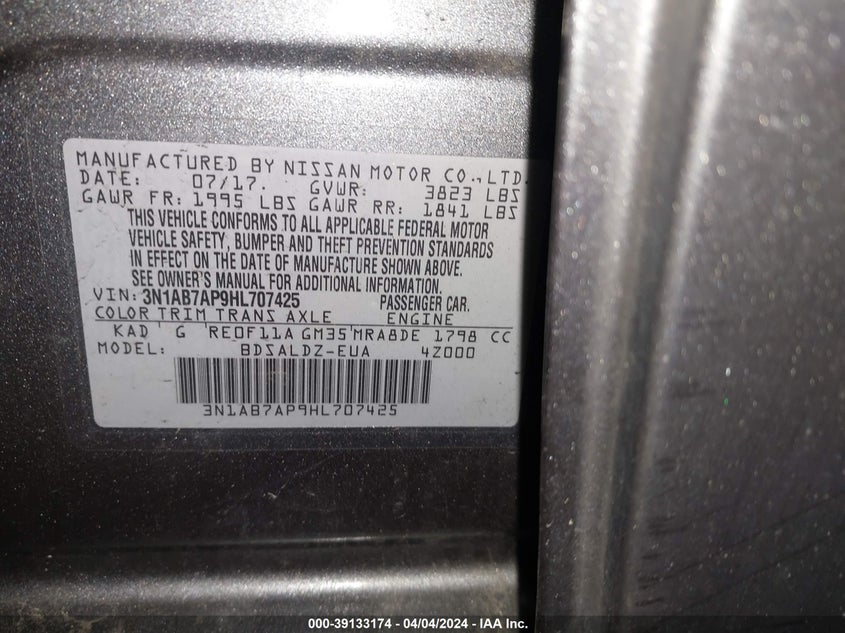 MANUFACTURED BY NISSAN MOTOR CO.,LTD.
DATE: 07/17. GVWR: 3823 LBS
GAWR FR: 1995 LBS GAWR RR: 1841 LBS
THIS VEHICLE CONFORMS TO ALL APPLICABLE FEDERAL MOTOR
VEHICLE SAFETY, BUMPER AND THEFT PREVENTION STANDARDS
IN EFFECT ON THE DATE OF MANUFACTURE SHOWN ABOVE.
SEE OWNER'S MANUAL FOR ADDITIONAL INFORMATION.
VIN: 3N1AB7AP9HL707425 PASSENGER CAR.
COLOR TRIM TRANS AXLE ENGINE
KAD G RE0F11A GM35 MRA8DE 1798 CC
MODEL: BDSALDZ-EUA 4Z000
3N1AB7AP9HL707425
000-39133174 / 04/04/2024 - IAA Inc.